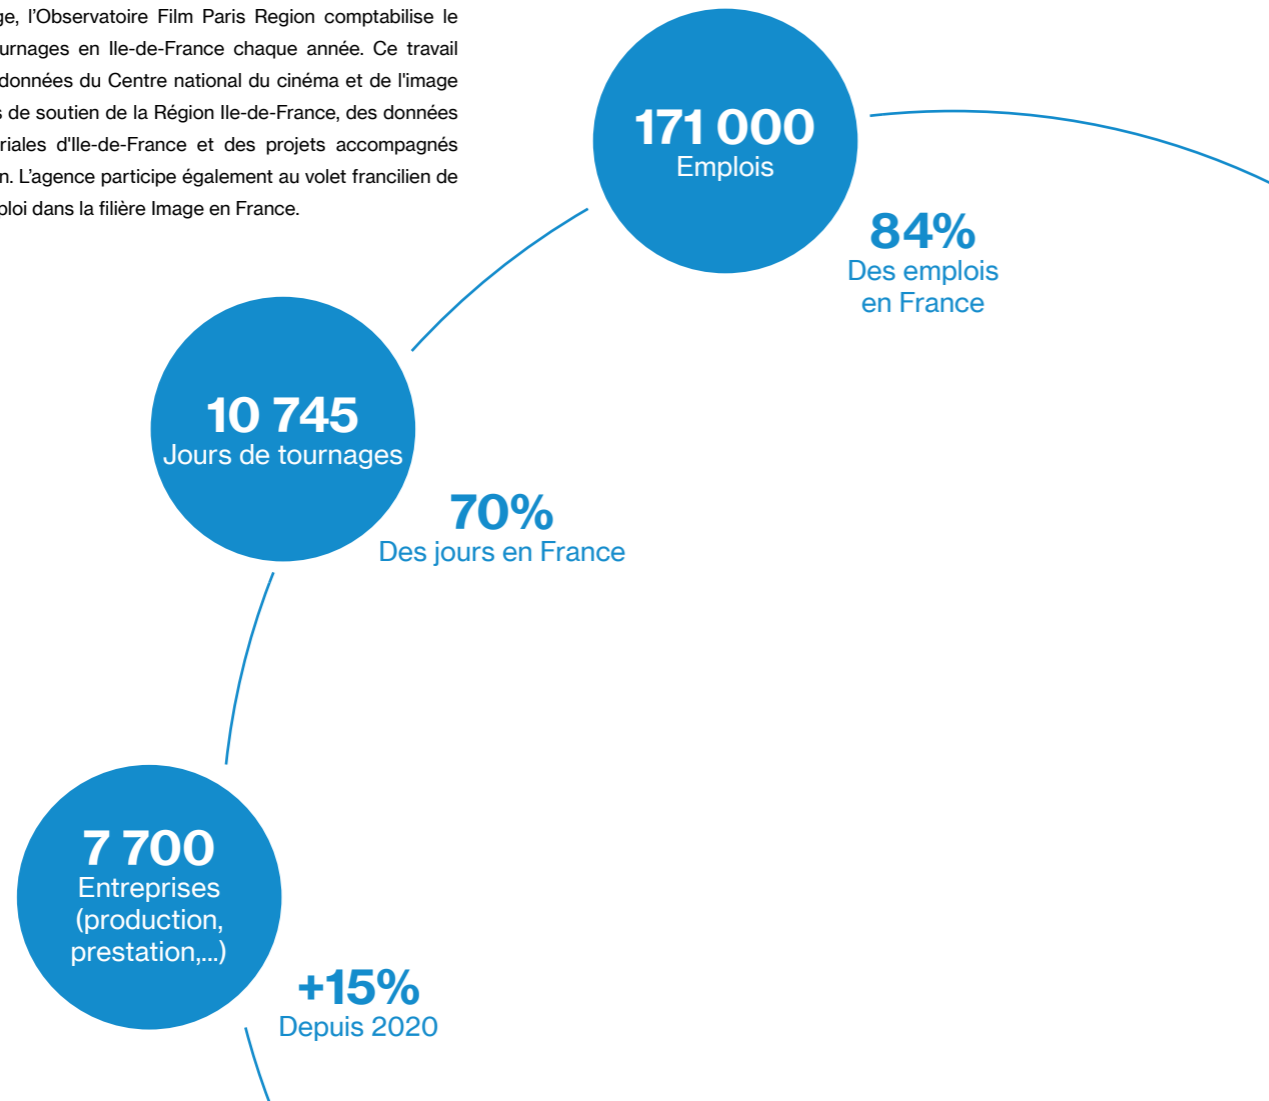 ge, l’Observatoire Film Paris Region comptabilise le
urnages en Ile-de-France chaque année. Ce travail
données du Centre national du cinéma et de l'image
s de soutien de la Région Ile-de-France, des données
riales d'Ile-de-France et des projets accompagnés
n. L’agence participe également au volet francilien de
ploi dans la filière Image en France.
171 000
Emplois
84%
Des emplois
en France
10 745
Jours de tournages
70%
Des jours en France
7 700
Entreprises
(production,
prestation,...)
+15%
Depuis 2020